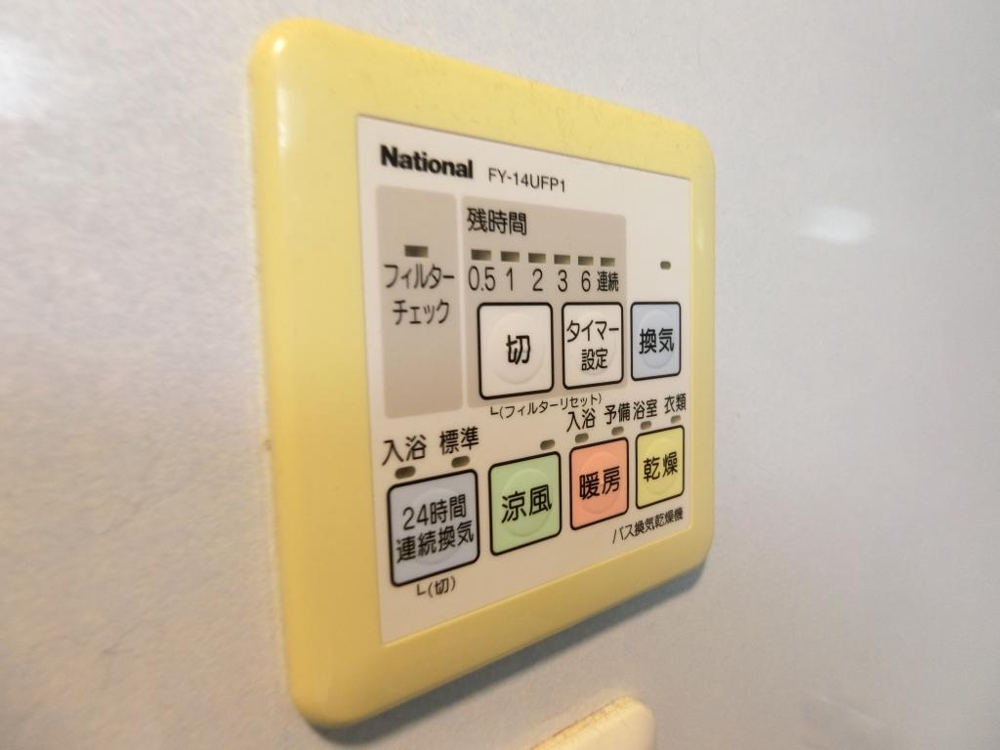 National FY-14UFP1
残時間
0.5 1 2 3 6 連続
フィルター
チェック
切
タイマー
設定
換気
(フィルターリセット)
入浴 標準
24時間
連続換気
(切)
涼風
入浴 予備
暖房
浴室 衣類
乾燥
バス換気乾燥機